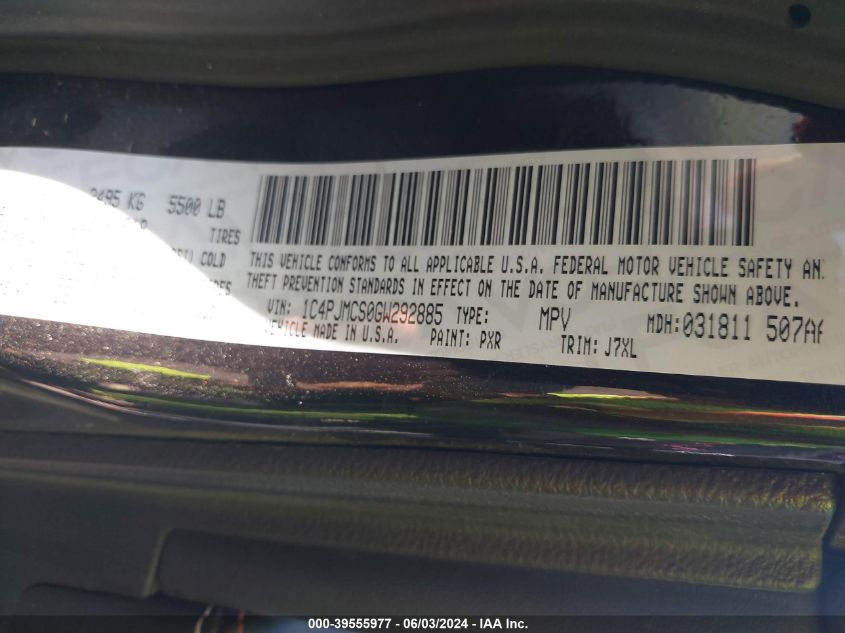 2495 KG 5500 LB
TIRES
COLD
THIS VEHICLE CONFORMS TO ALL APPLICABLE U.S.A. FEDERAL MOTOR VEHICLE SAFETY AN
THEFT PREVENTION STANDARDS IN EFFECT ON THE DATE OF MANUFACTURE SHOWN ABOVE.
VIN: 1C4PJMCS0GW292885 TYPE: MPV MDH:031811 507AA
VEHICLE MADE IN U.S.A. PAINT: PXR TRIM: J7XL
000-39555977 - 06/03/2024 - IAA Inc.